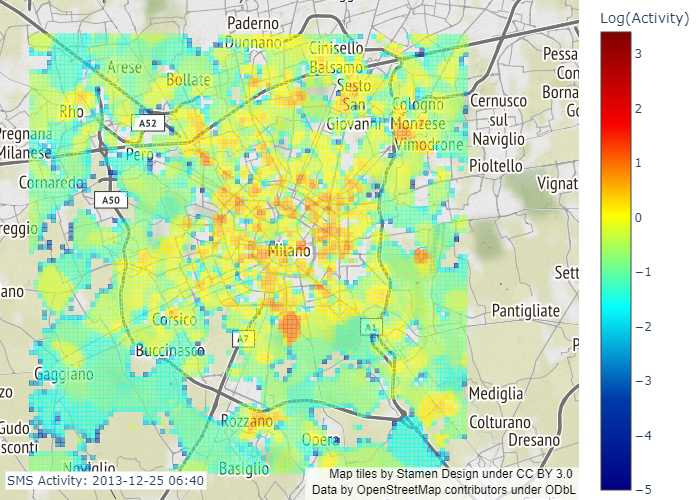 Log(Activity)
Paderno
Dugnano
Cinisello
Balsamo
Arese
Bollate
Sesto
San
Giovanni
Cologno
Monzese
Vimodrone
Rho
A52
Pero
Pregnana
Milanese
Cornaredo
A50
reggio
Cernusco
sul
Naviglio
Pioltello
Pessa
Con
Borna
Go
Vignat
Milano
ano
Sett
Pantigliate
P
Corsico
Buccinasco
A7
A1
Gaggiano
zo
Gudo
sconti
Rozzano
Opera
Mediglia
Colturano
Dresano
Noviglio
Basiglio
3
2
1
0
−1
−2
−3
−4
−5
SMS Activity: 2013-12-25 06:40
Map tiles by Stamen Design under CC BY 3.0
Data by OpenStreetMap contributors under ODbL